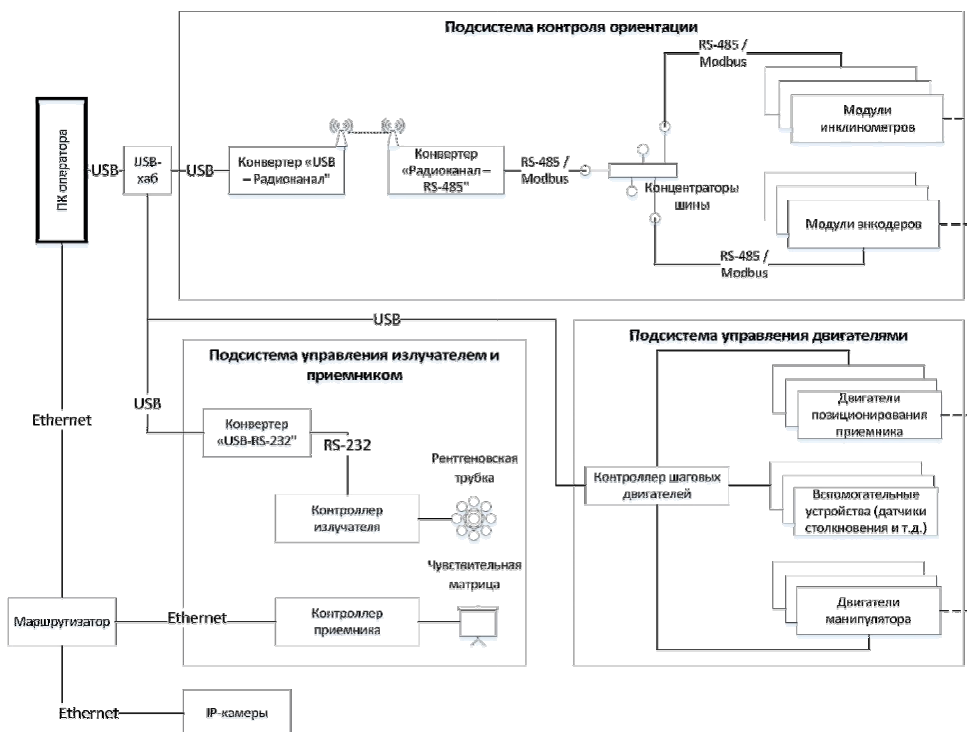 Подсистема контроля ориентации
RS-485 /
Modbus
Модули
инклинометров
ПК оператора
USB
USB-
хаб
USB
Конвертер «USB
– Радиоканал"
Конвертер
«Радиоканал –
RS-485"
RS-485 /
Modbus
Концентраторы
шины
Модули энкодеров
RS-485 /
Modbus
USB
Подсистема управления излучателем и
приемником
Подсистема управления двигателями
USB
Ethernet
Конвертер
«USB-RS-232"
RS-232
Рентгеновская
трубка
Контроллер
излучателя
Чувствительная
матрица
Двигатели
позиционирования
приемника
Контроллер шаговых
двигателей
Вспомогательные
устройства (датчики
столкновения и т.д.)
Маршрутизатор
Ethernet
Контроллер
приемника
Двигатели
манипулятора
Ethernet
IP-камеры